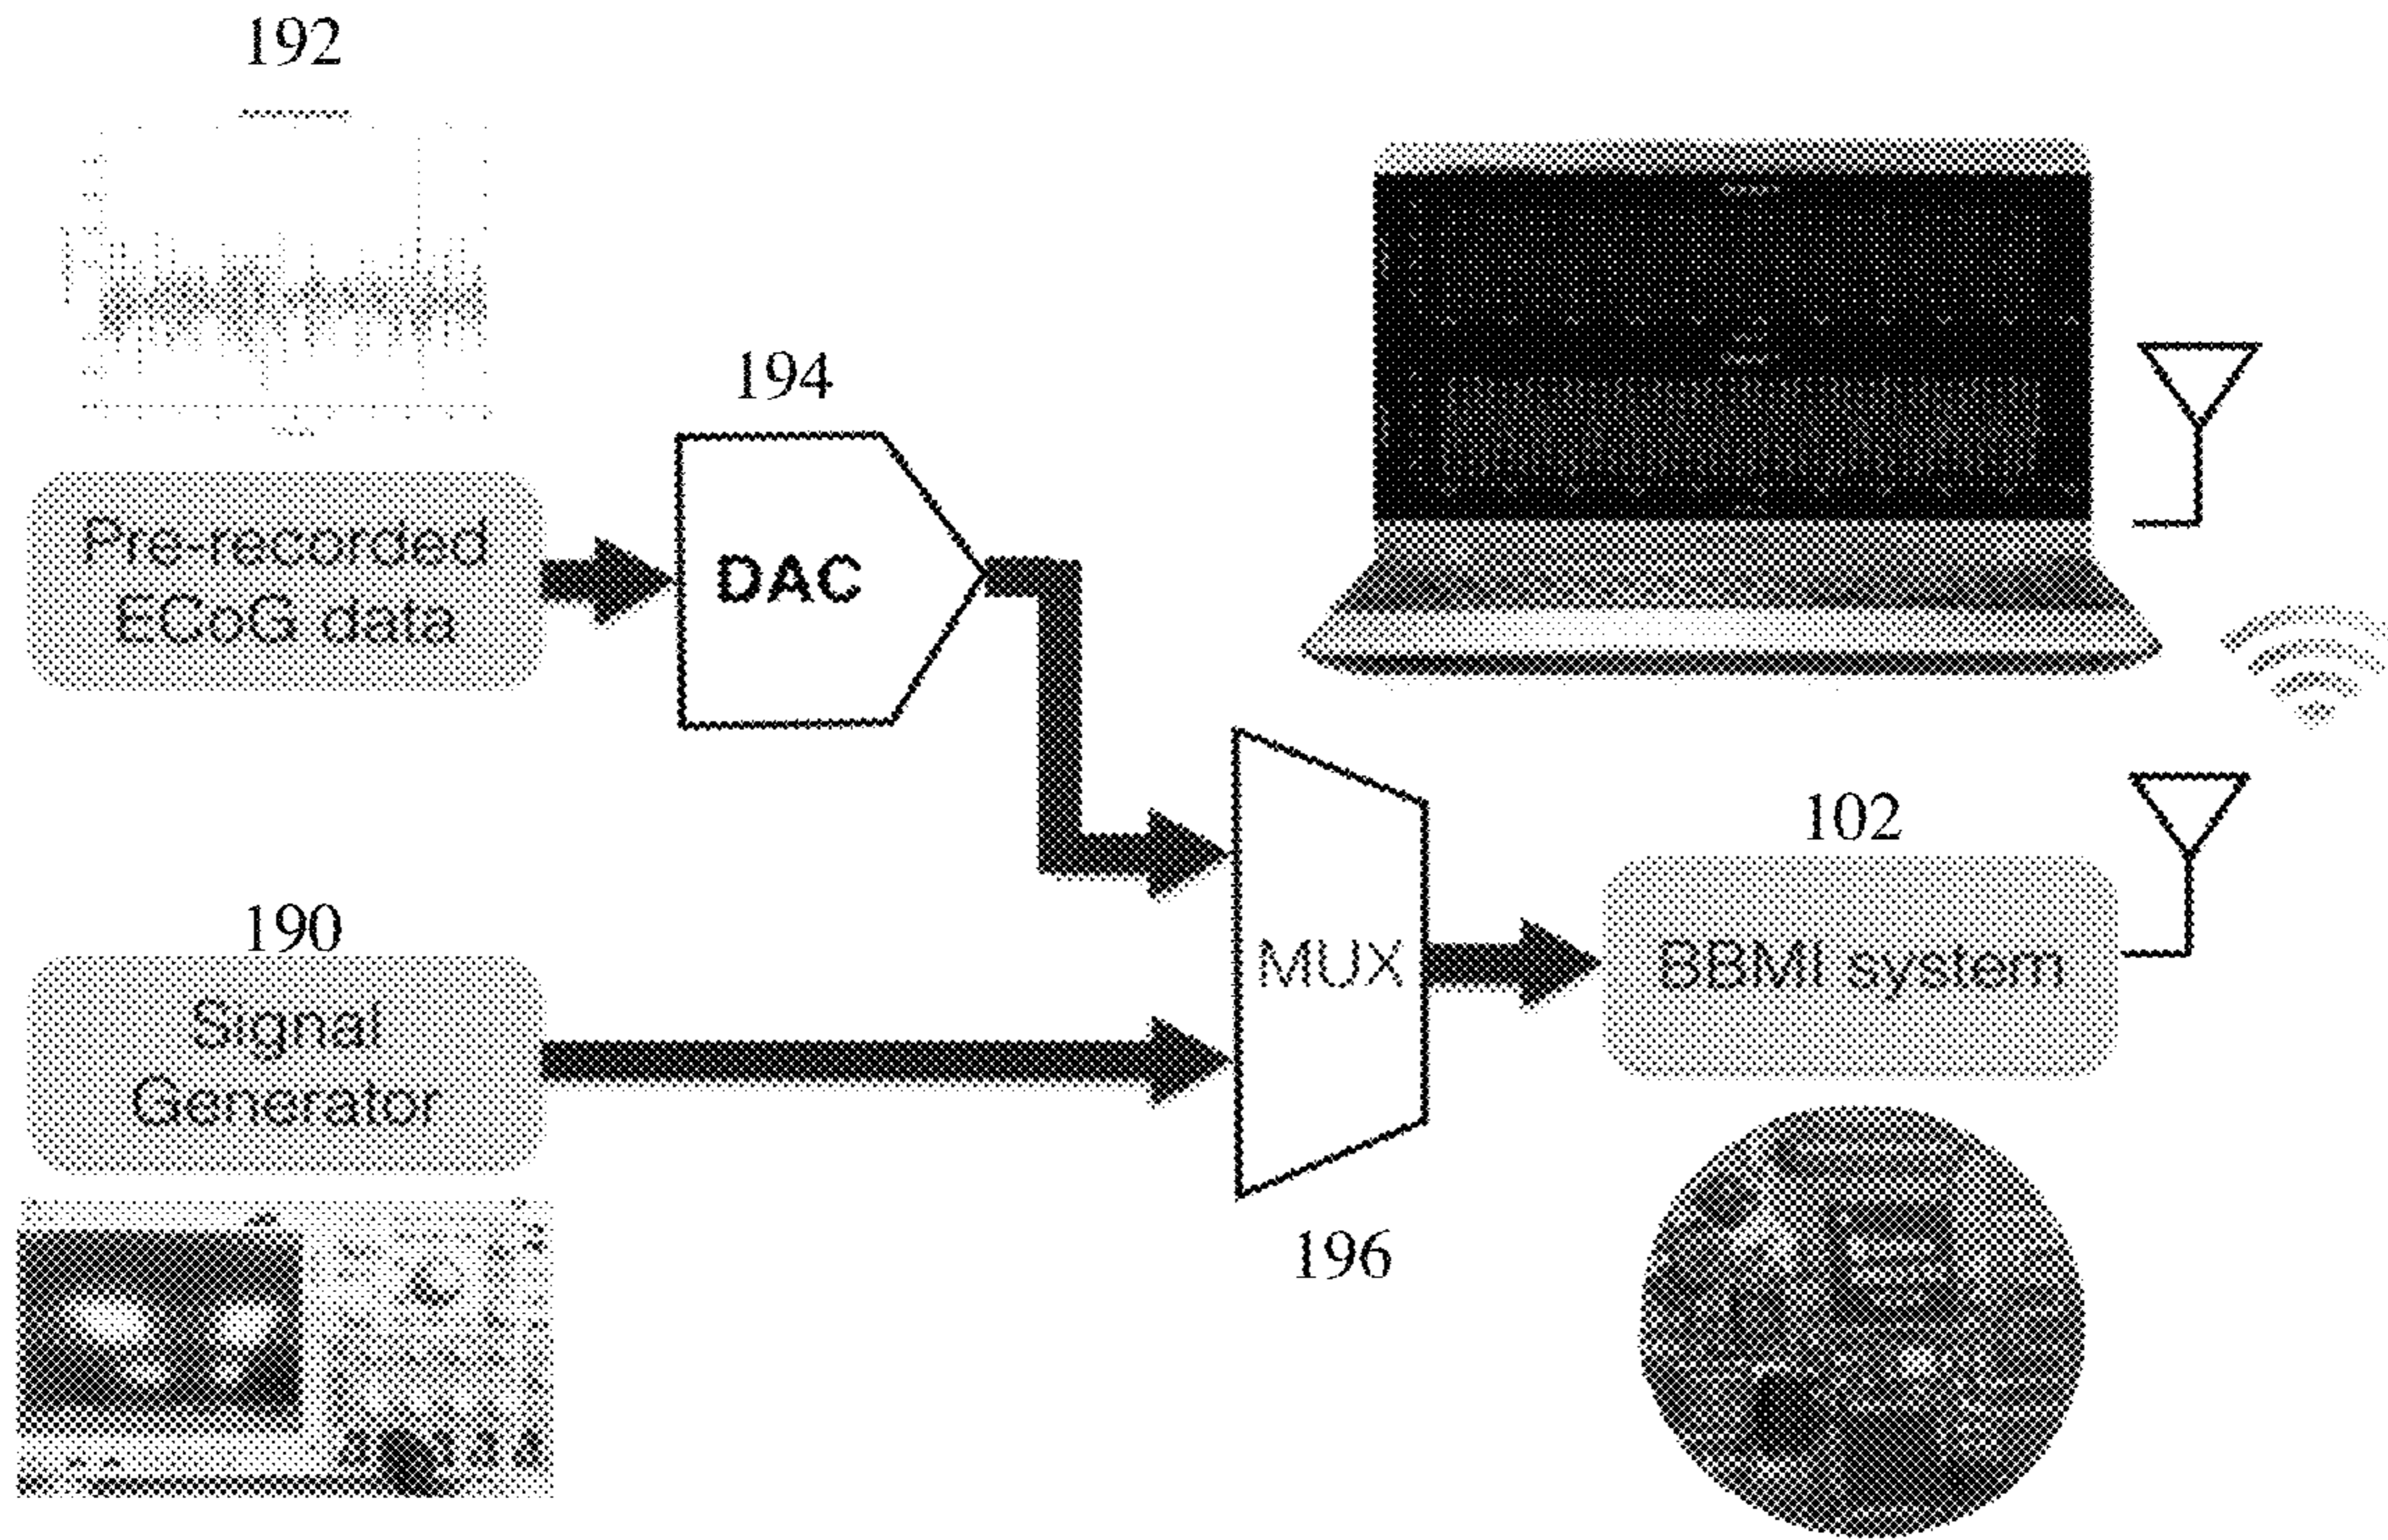 192
194
Pre-recorded
ECoG data
DAC
102
190
Signal
Generator
MUX
BBMI system
196